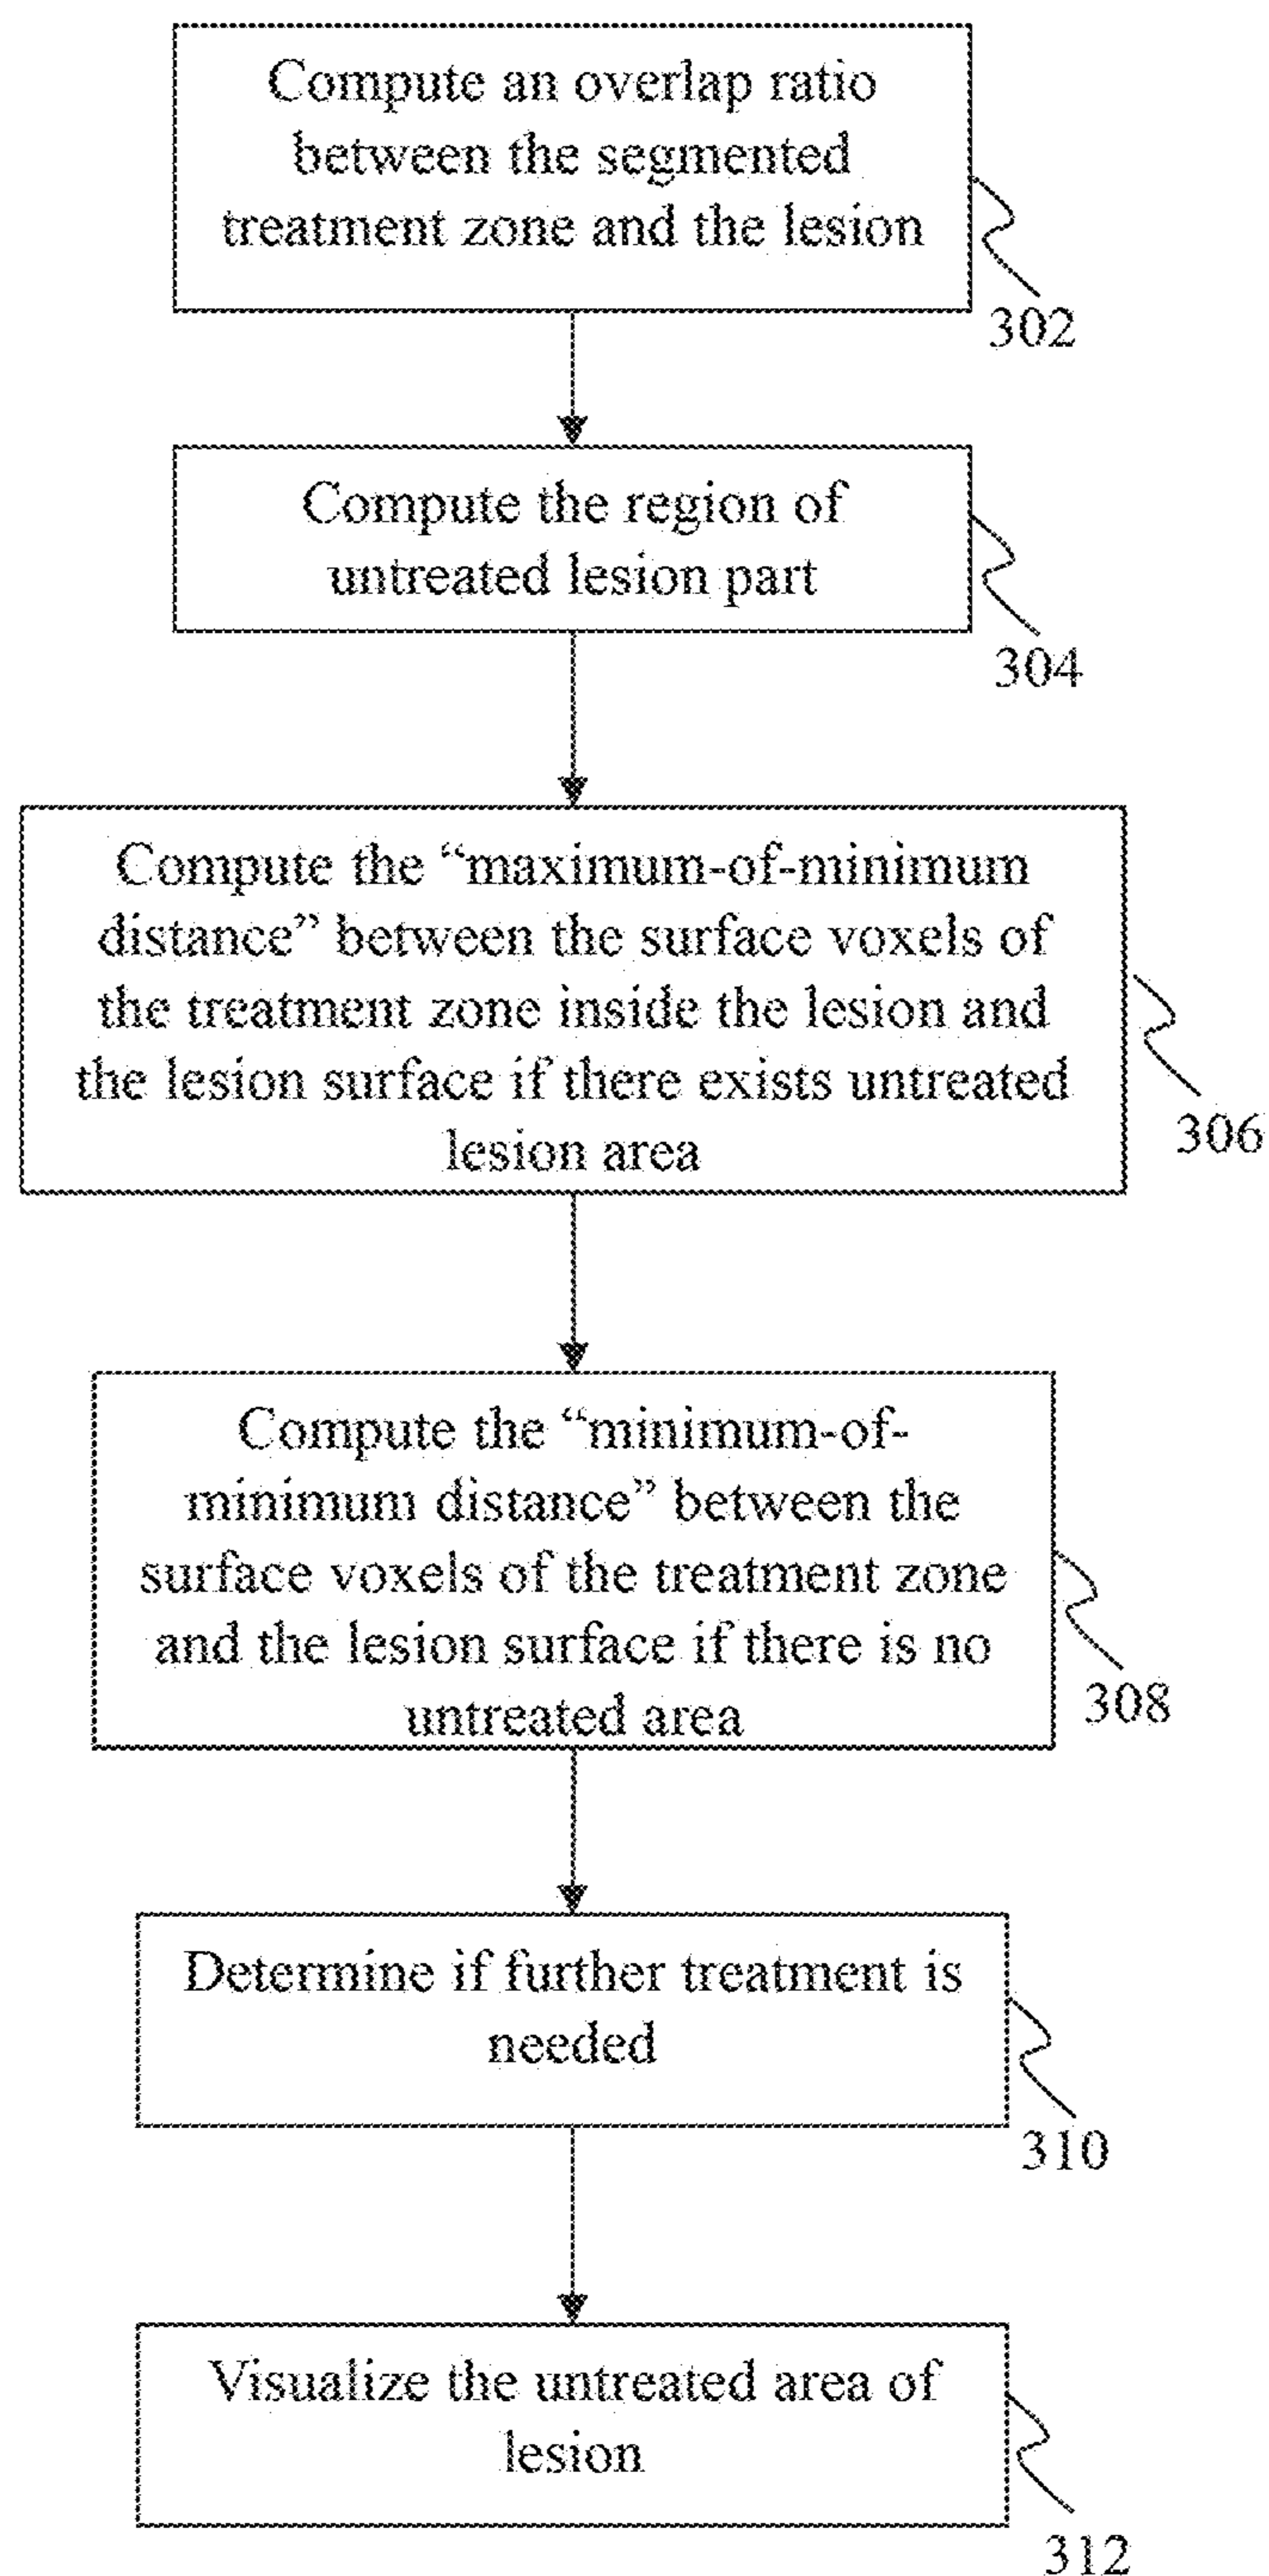 Compute an overlap ratio
between the segmented
treatment zone and the lesion
302
Compute the region of
untreated lesion part
304
Compute the “maximum-of-minimum
distance” between the surface voxels of
the treatment zone inside the lesion and
the lesion surface if there exists untreated
lesion area
306
Compute the “minimum-of-
minimum distance” between the
surface voxels of the treatment zone
and the lesion surface if there is no
untreated area
308
Determine if further treatment is
needed
310
Visualize the untreated area of
lesion
312